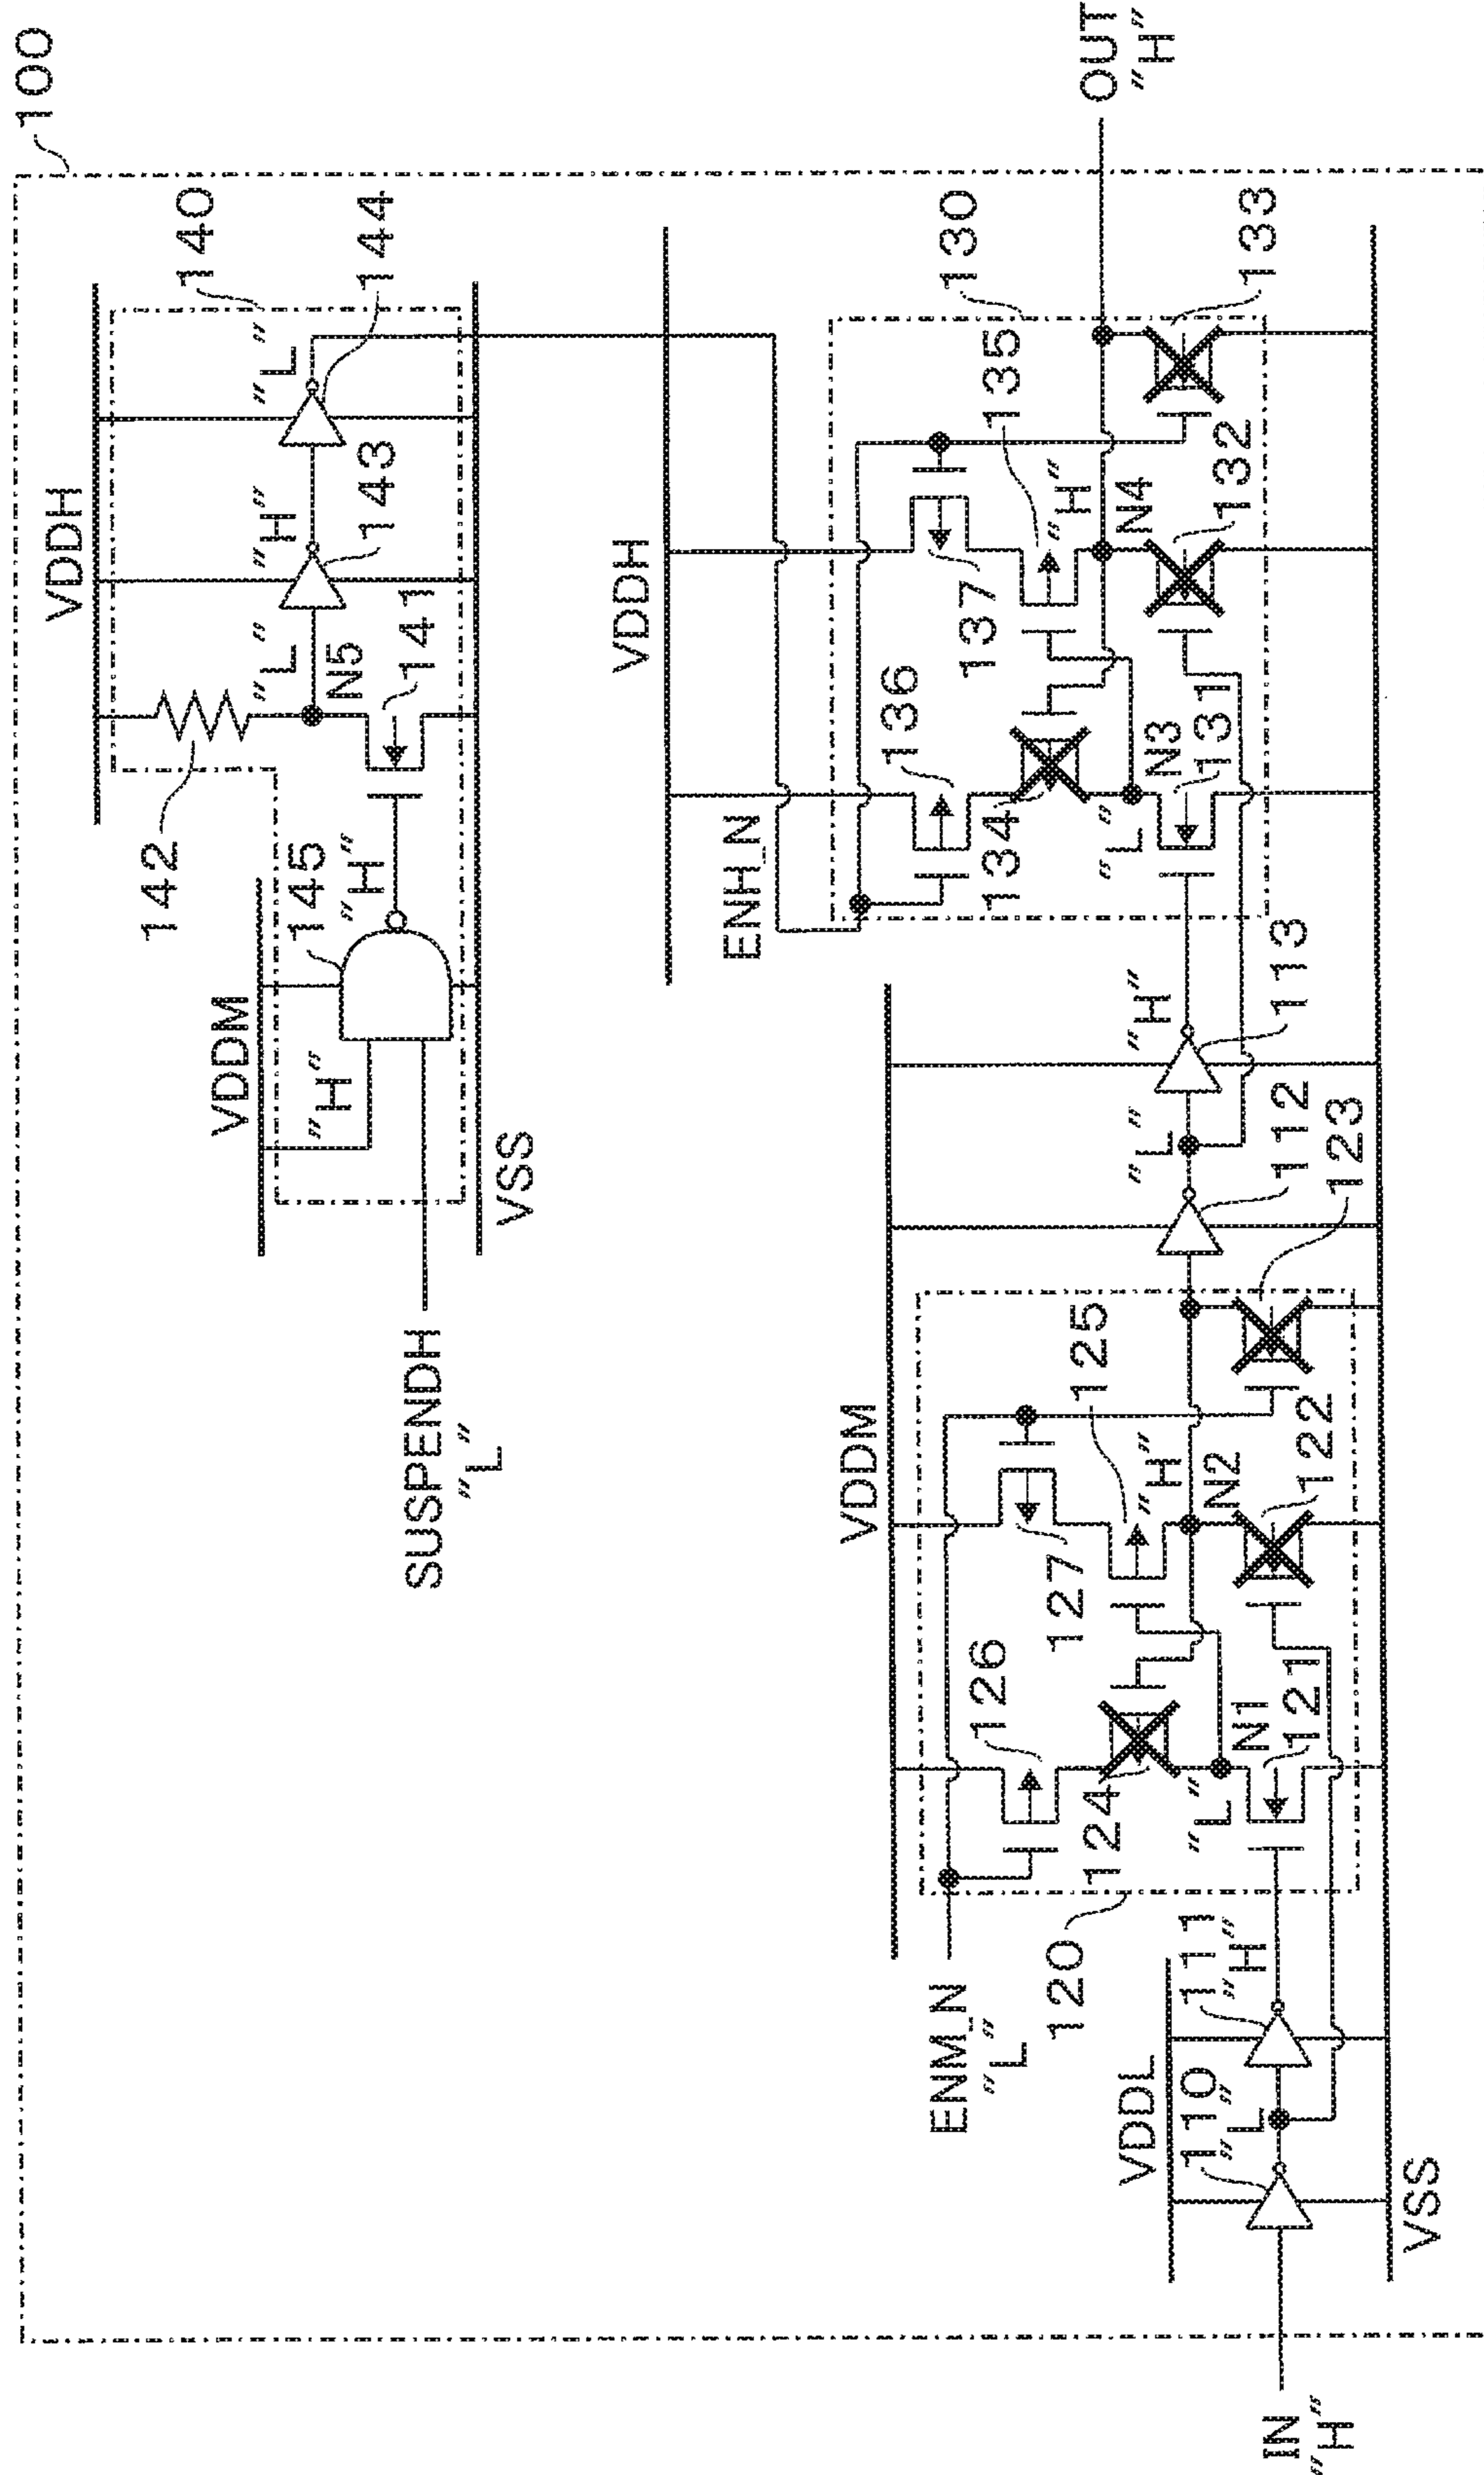 100
VDDH
140
"L"
144
"H"
143
"L"
N5
141
142
VDDM
145
"H"
"H"
SUSPENDH
"L"
VSS
VDDH
130
ENH_N
136
137
135
"H"
N4
134
"L"
N3
131
132
133
OUT
"H"
VDDM
ENM_N
"L"
120
126
127
125
"H"
N2
124
"L"
N1
121
122
123
112
"L"
113
"H"
VDDL
110
"L"
111
"H"
VSS
IN
"H"